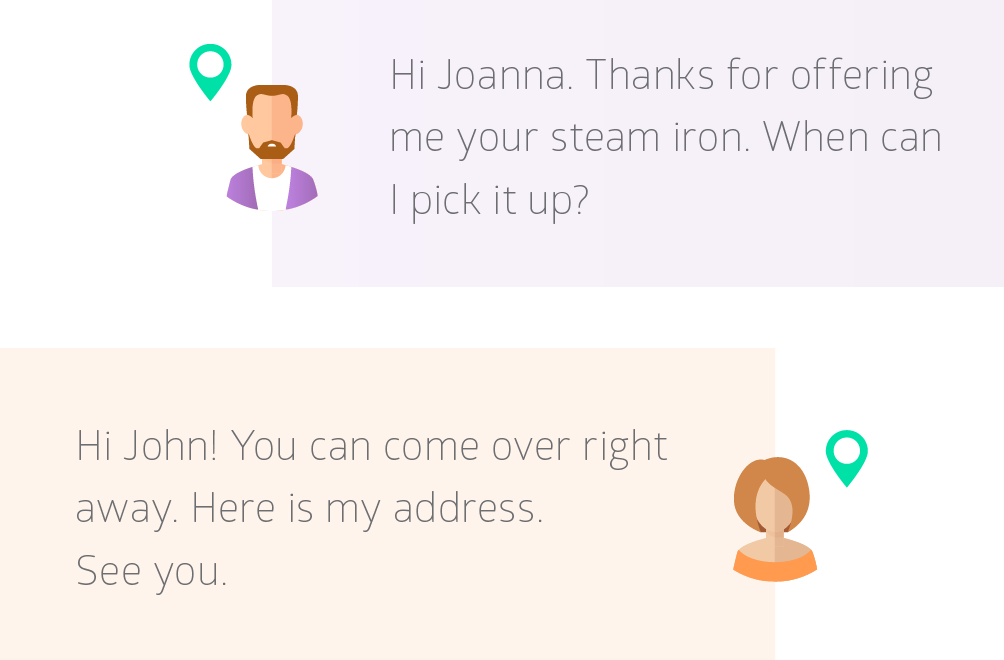 Hi Joanna. Thanks for offering
me your steam iron. When can
I pick it up?
Hi John! You can come over right
away. Here is my address.
See you.